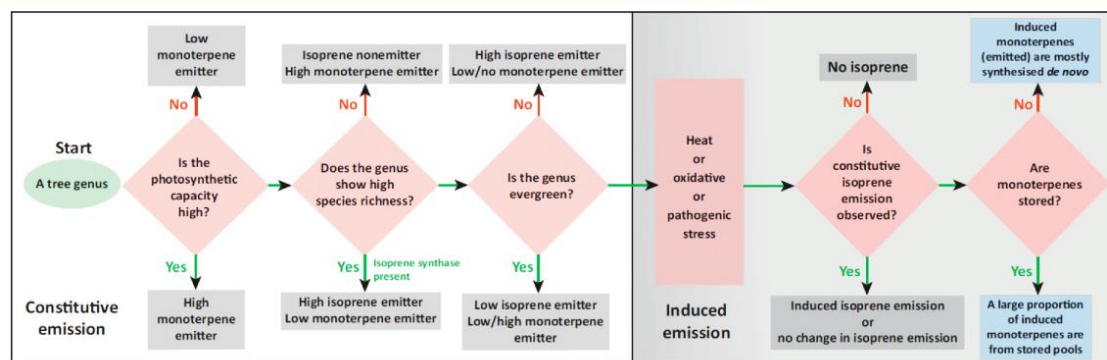 Start
A tree genus
Low
monoterpene
emitter
No
Is the
photosynthetic
capacity
high?
Yes
High
monoterpene
emitter
Constitutive
emission
Isoprene nonemitter
High monoterpene emitter
No
Does the genus
show high
species richness?
Yes
Isoprene synthase
present
High isoprene emitter
Low monoterpene emitter
High isoprene emitter
Low/no monoterpene emitter
No
Is the genus
evergreen?
Yes
Low isoprene emitter
Low/high monoterpene
emitter
Heat
or
oxidative
or
pathogenic
stress
Induced
emission
No isoprene
No
Is
constitutive
isoprene
emission
observed?
Yes
Induced isoprene emission
or
no change in isoprene emission
Induced
monoterpenes
(emitted) are mostly
synthesised de novo
No
Are
monoterpenes
stored?
Yes
A large proportion
of induced
monoterpenes are
from stored pools